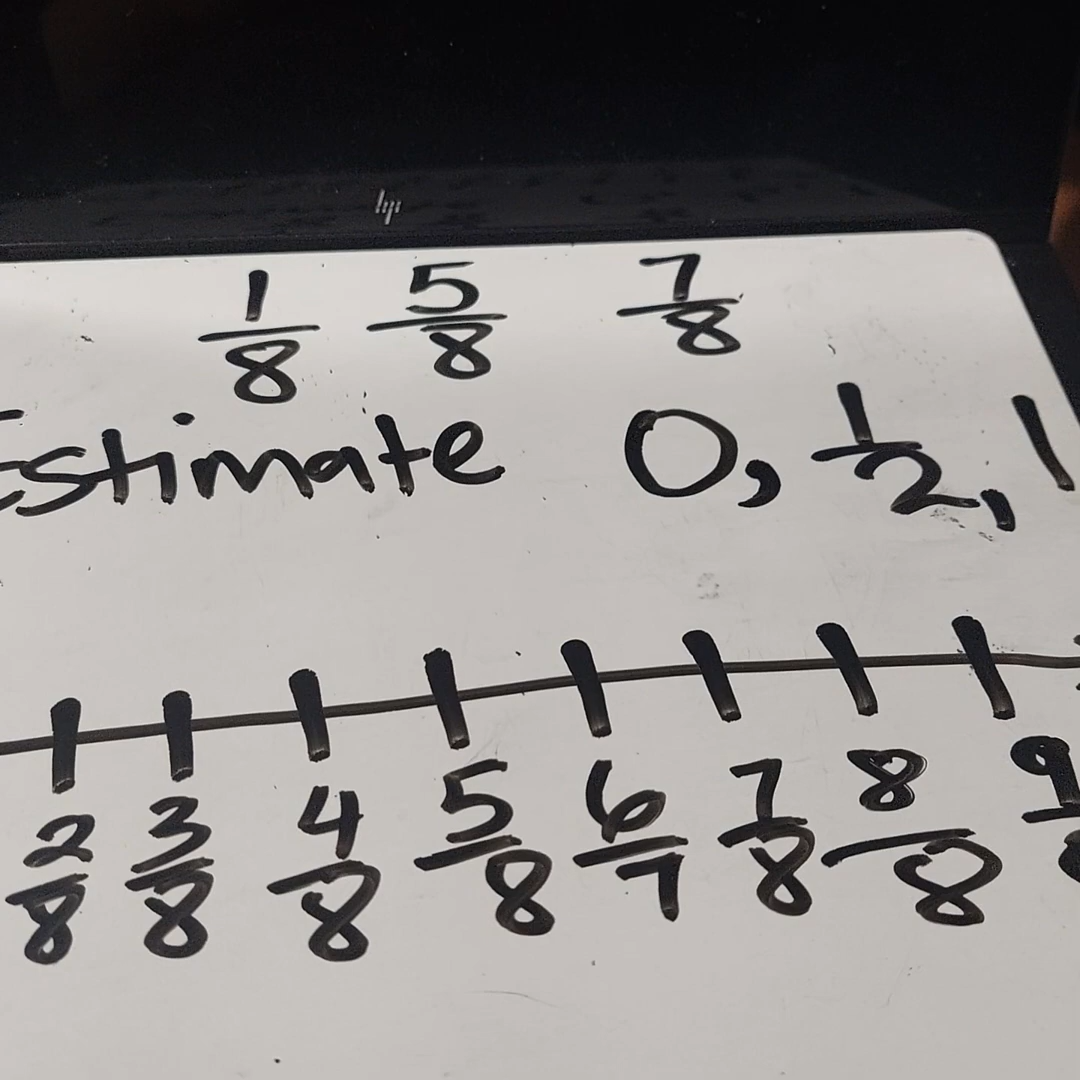 hp
1/8 5/8 7/8
Estimate 0, 1/2, 1
2/8 3/8 4/8 5/8 6/7 7/8 8/8